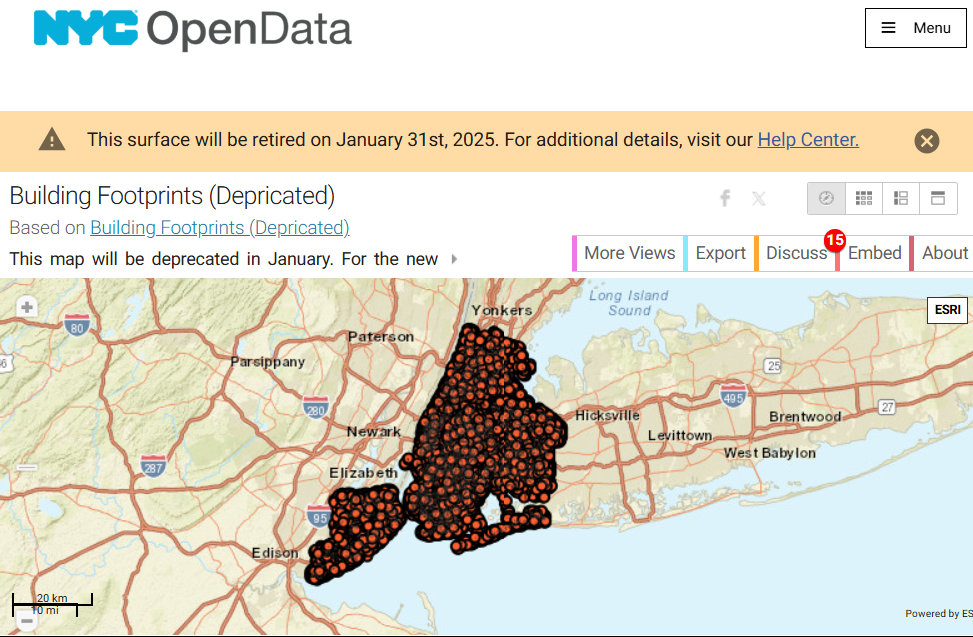 NYC OpenData
Menu
This surface will be retired on January 31st, 2025. For additional details, visit our Help Center.
Building Footprints (Depricated)
Based on Building Footprints (Depricated)
This map will be deprecated in January. For the new
More Views
Export
Discuss
15
Embed
About
Long Island
Sound
Yonkers
ESRI
80
Paterson
Parsippany
25
280
495
27
Hicksville
Brentwood
Newark
Levittown
West Babylon
287
Elizabeth
95
Edison
20 km
10 mi
Powered by ES